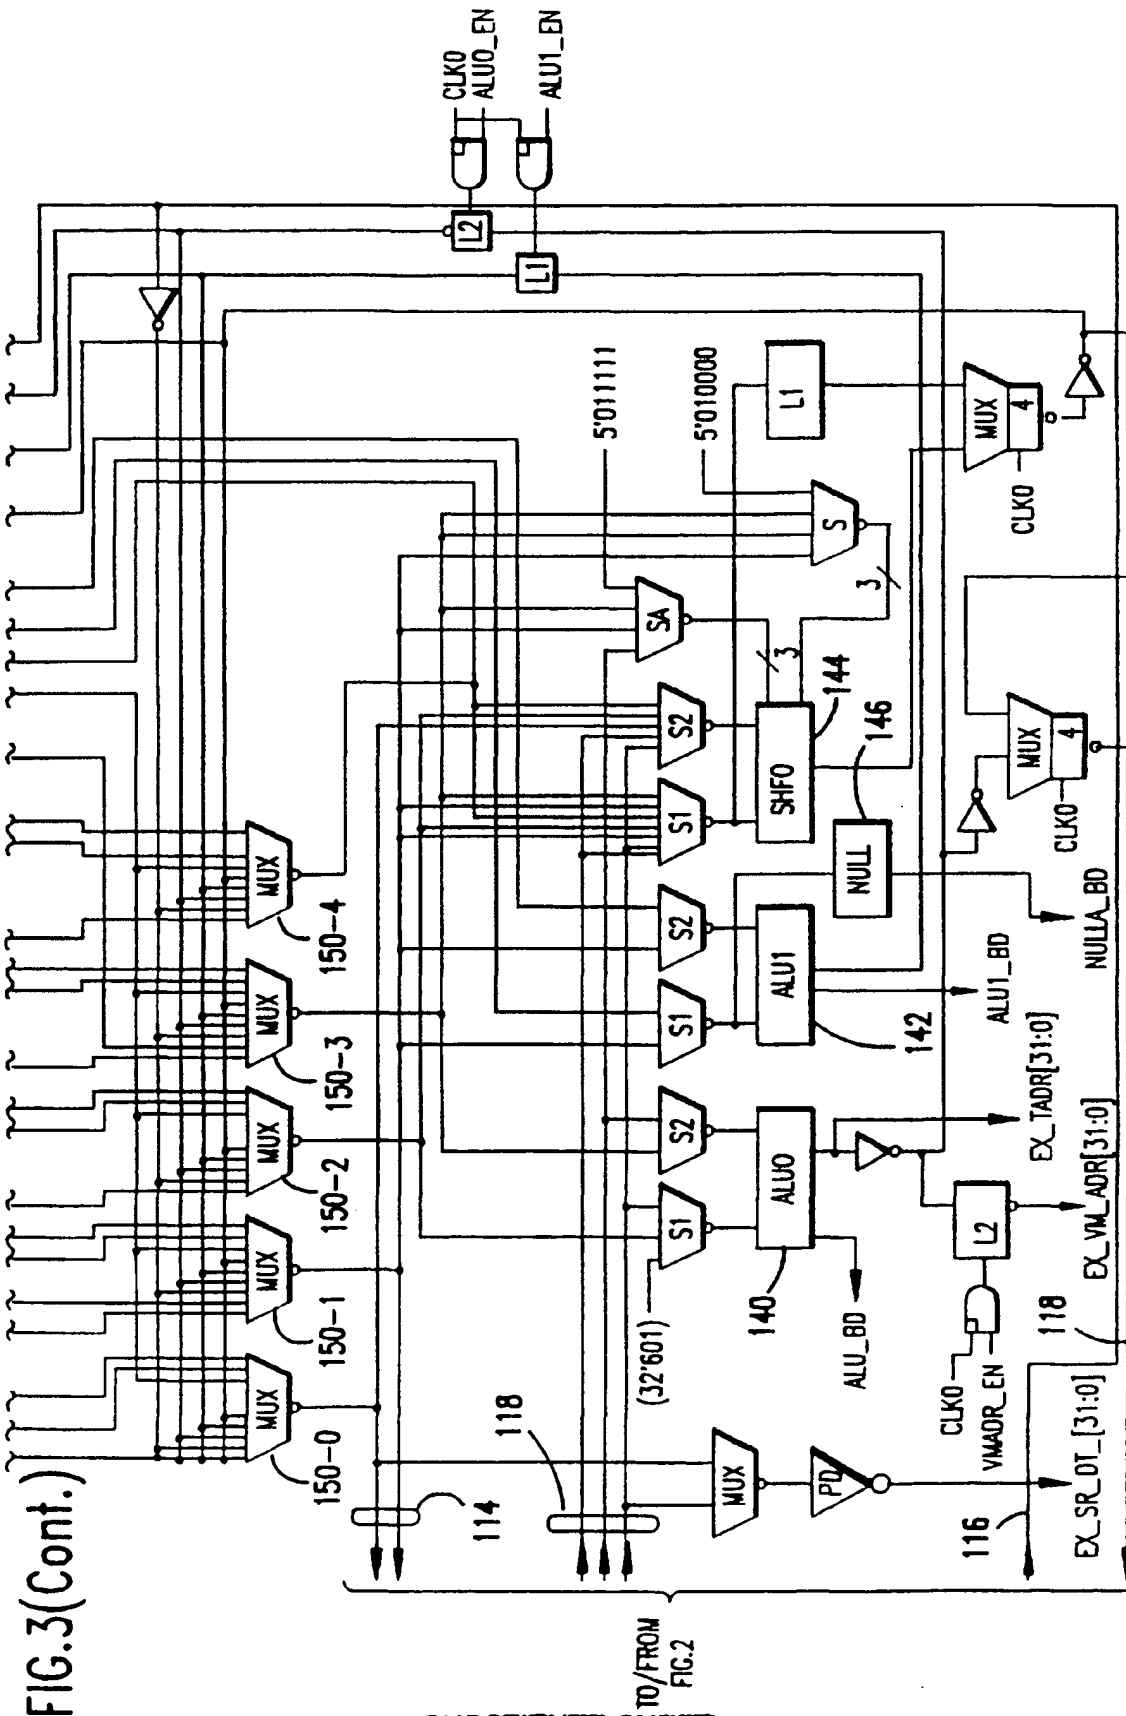 FIG.3(Cont.)
CLK0
ALU0_EN
ALU1_EN
L2
L1
MUX
150-4
MUX
150-3
MUX
150-2
MUX
150-1
MUX
150-0
5'011111
5'010000
L1
MUX
4
CLK0
S
3
SA
3
S2
S1
SHF0
144
146
NULL
NULLA_BD
MUX
4
CLK0
S2
S1
ALU1
142
ALU1_BD
S2
S1
(32'601)
ALU0
140
ALU_BD
EX_TADR[31:0]
L2
EX_VM_ADR[31:0]
CLK0
VMADR_EN
118
116
114
118
MUX
PD
EX_SR_DT_[31:0]
TO/FROM
FIG.2